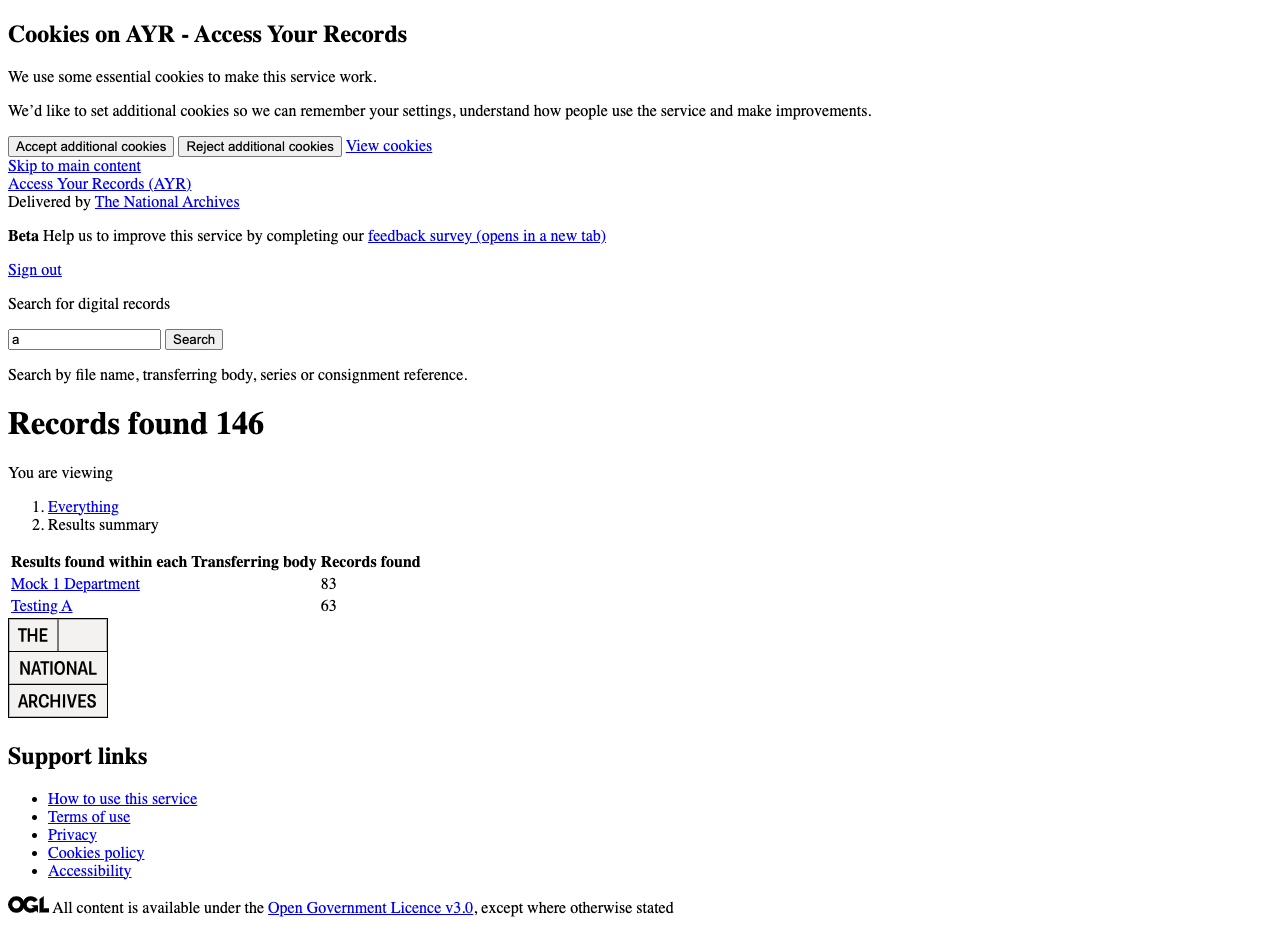 Cookies on AYR - Access Your Records
We use some essential cookies to make this service work.
We’d like to set additional cookies so we can remember your settings, understand how people use the service and make improvements.
Accept additional cookies Reject additional cookies View cookies
Skip to main content
Access Your Records (AYR)
Delivered by The National Archives
Beta Help us to improve this service by completing our feedback survey (opens in a new tab)
Sign out
Search for digital records
a Search
Search by file name, transferring body, series or consignment reference.
Records found 146
You are viewing
1. Everything
2. Results summary
Results found within each Transferring body Records found
Mock 1 Department 83
Testing A 63
THE
NATIONAL
ARCHIVES
Support links
• How to use this service
• Terms of use
• Privacy
• Cookies policy
• Accessibility
OGL All content is available under the Open Government Licence v3.0, except where otherwise stated